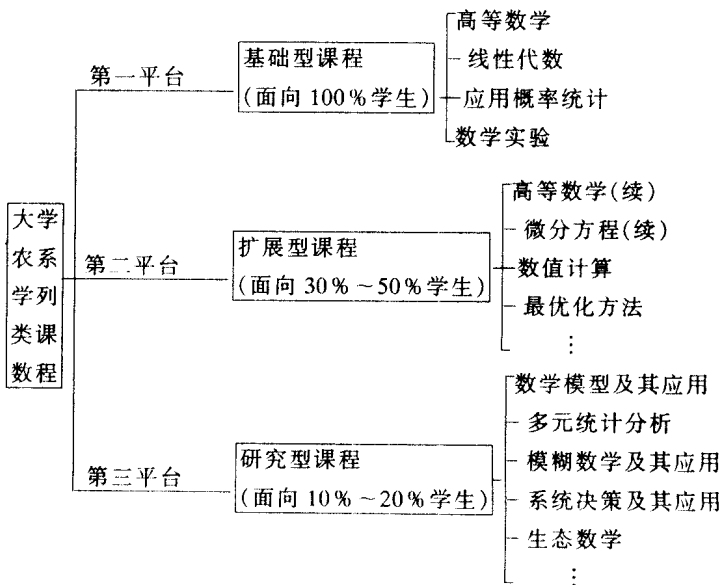 第一平台
基础型课程
(面向100%学生)
高等数学
线性代数
应用概率统计
数学实验
大学
农系
学列
类课
数程
第二平台
扩展型课程
(面向30%~50%学生)
高等数学(续)
微分方程(续)
数值计算
最优化方法
⋮
第三平台
研究型课程
(面向10%~20%学生)
数学模型及其应用
多元统计分析
模糊数学及其应用
系统决策及其应用
生态数学
⋮